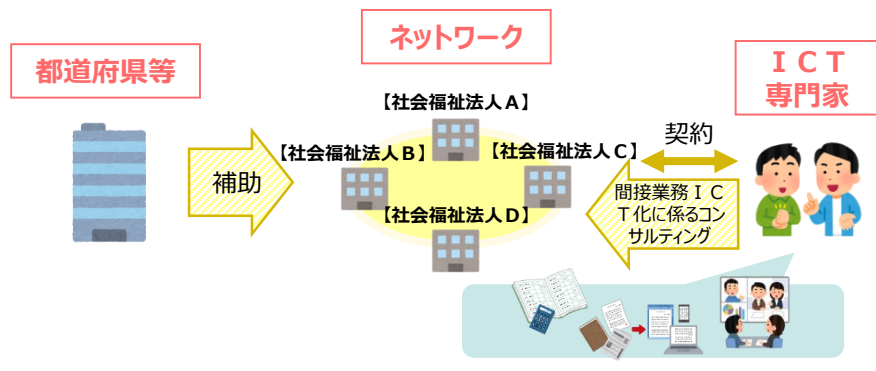 都道府県等
ネットワーク
ＩＣＴ
専門家
【社会福祉法人Ａ】
【社会福祉法人Ｂ】
【社会福祉法人Ｃ】
【社会福祉法人Ｄ】
補助
契約
間接業務ＩＣ
Ｔ化に係るコン
サルティング